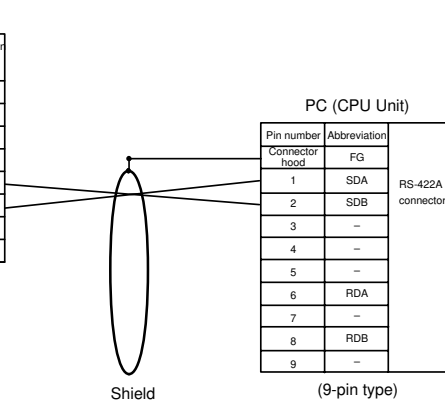 n
PC (CPU Unit)
Pin number Abbreviation
Connector hood FG
1 SDA
2 SDB
3 –
4 –
5 –
6 RDA
7 –
8 RDB
9 –
RS-422A
connector
Shield
(9-pin type)